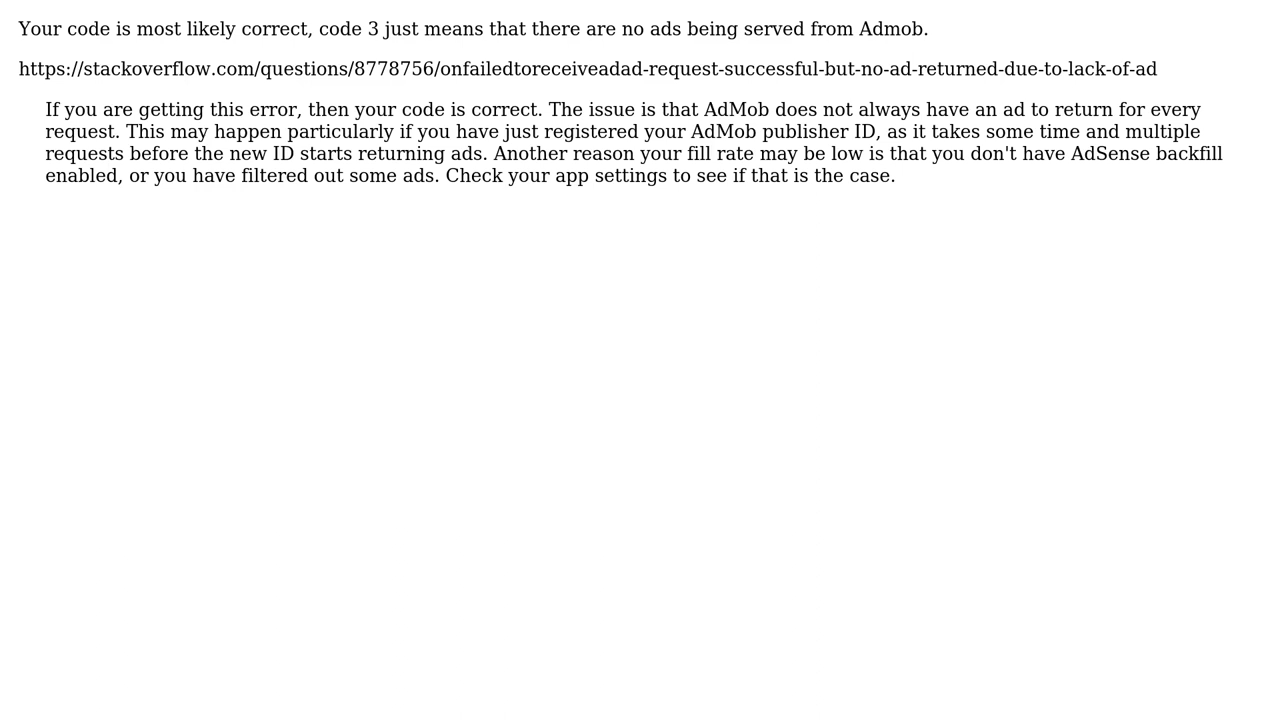 Your code is most likely correct, code 3 just means that there are no ads being served from Admob.
https://stackoverflow.com/questions/8778756/onfailedtoreceiveadad-request-successful-but-no-ad-returned-due-to-lack-of-ad
If you are getting this error, then your code is correct. The issue is that AdMob does not always have an ad to return for every
request. This may happen particularly if you have just registered your AdMob publisher ID, as it takes some time and multiple
requests before the new ID starts returning ads. Another reason your fill rate may be low is that you don't have AdSense backfill
enabled, or you have filtered out some ads. Check your app settings to see if that is the case.